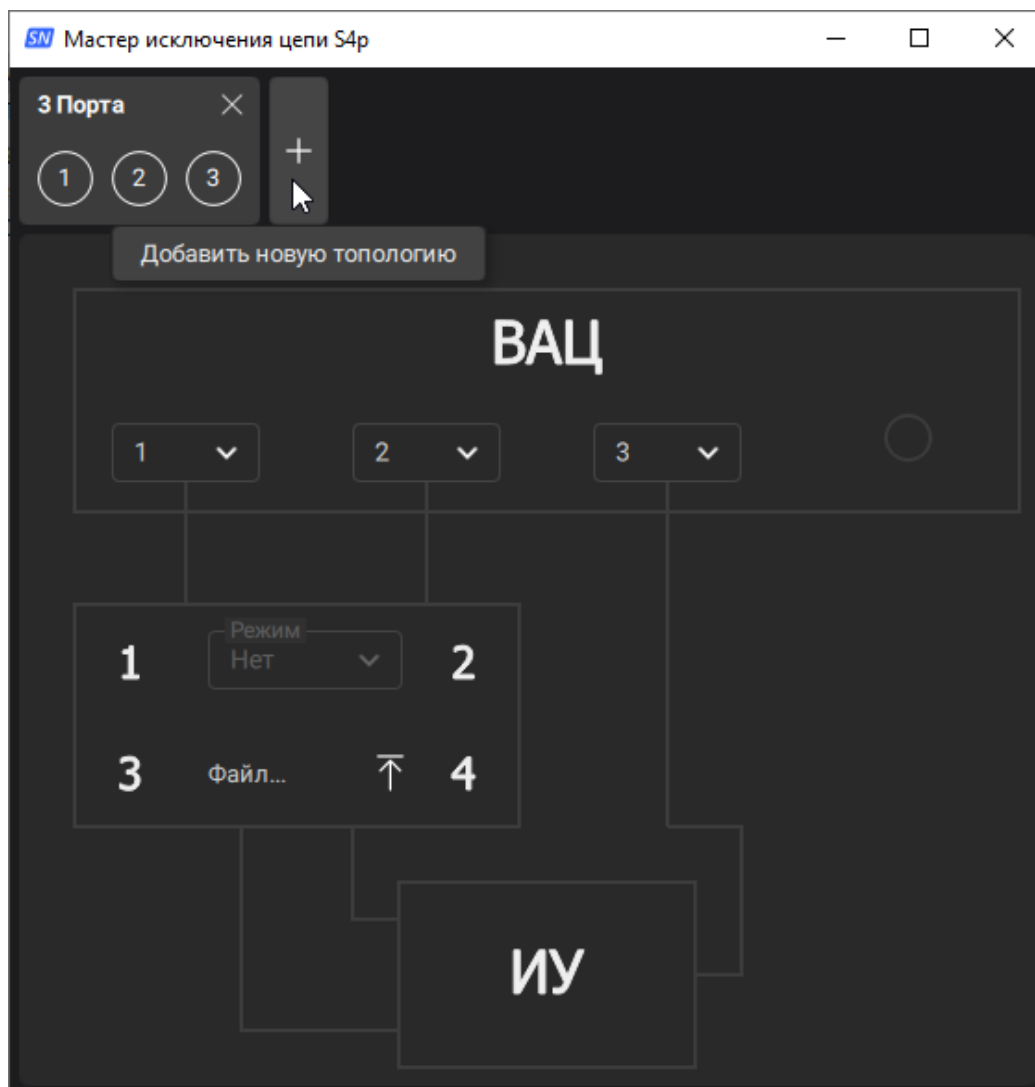 SN Мастер исключения цепи S4p
3 Порта
1 2 3
Добавить новую топологию
ВАЦ
1 2 3
Режим
1 Нет 2
3 Файл... 4
ИУ